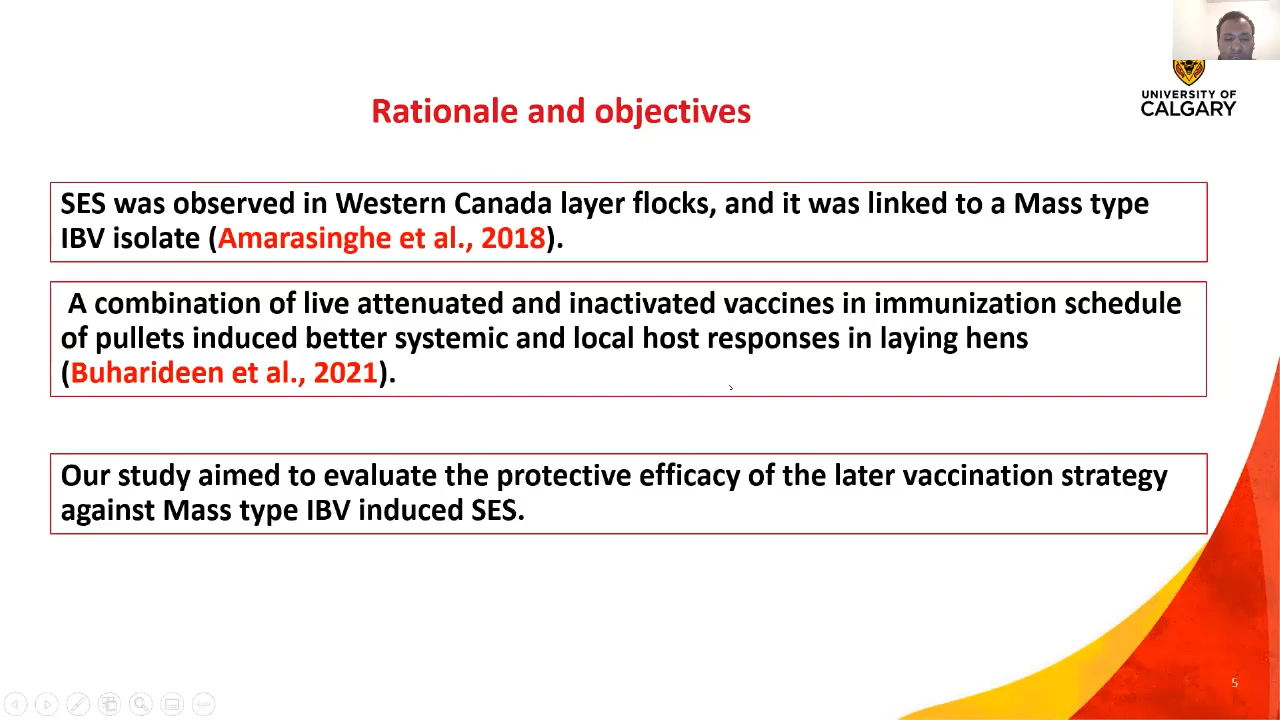 UNIVERSITY OF
CALGARY
Rationale and objectives
SES was observed in Western Canada layer flocks, and it was linked to a Mass type
IBV isolate (Amarasinghe et al., 2018).
A combination of live attenuated and inactivated vaccines in immunization schedule
of pullets induced better systemic and local host responses in laying hens
(Buharideen et al., 2021).
Our study aimed to evaluate the protective efficacy of the later vaccination strategy
against Mass type IBV induced SES.
5